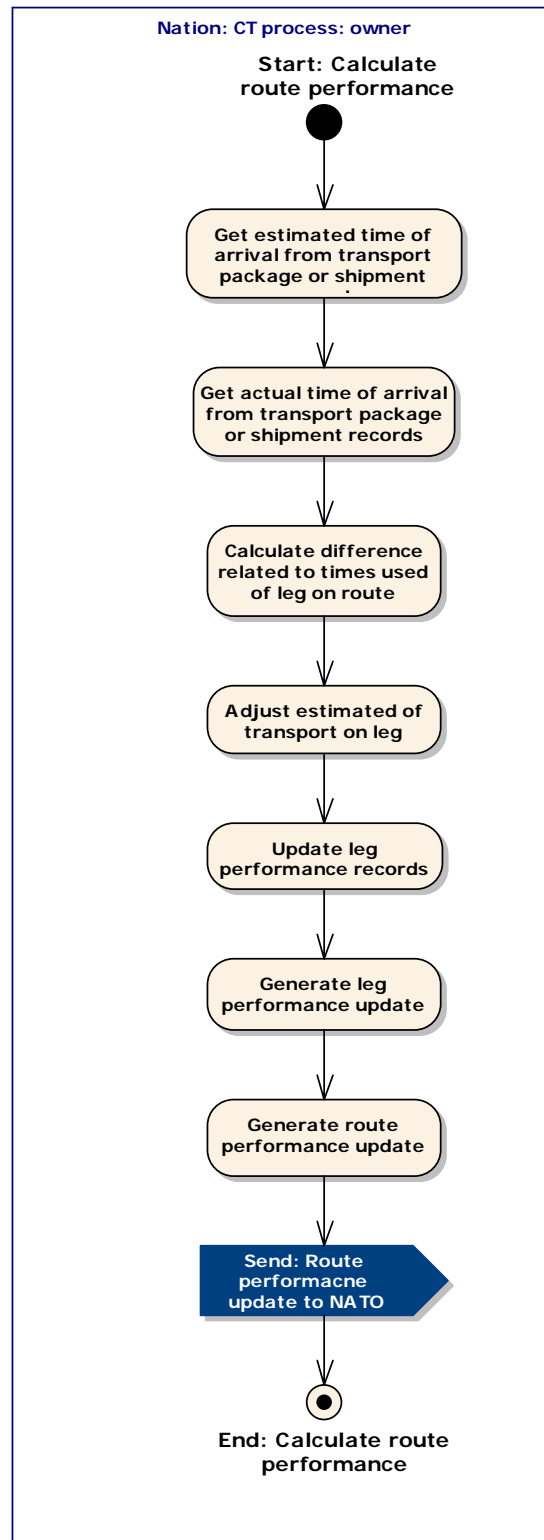 Nation: CT process: owner
Start: Calculate
route performance
Get estimated time of
arrival from transport
package or shipment
Get actual time of arrival
from transport package
or shipment records
Calculate difference
related to times used
of leg on route
Adjust estimated of
transport on leg
Update leg
performance records
Generate leg
performance update
Generate route
performance update
Send: Route
performacne
update to NATO
End: Calculate route
performance